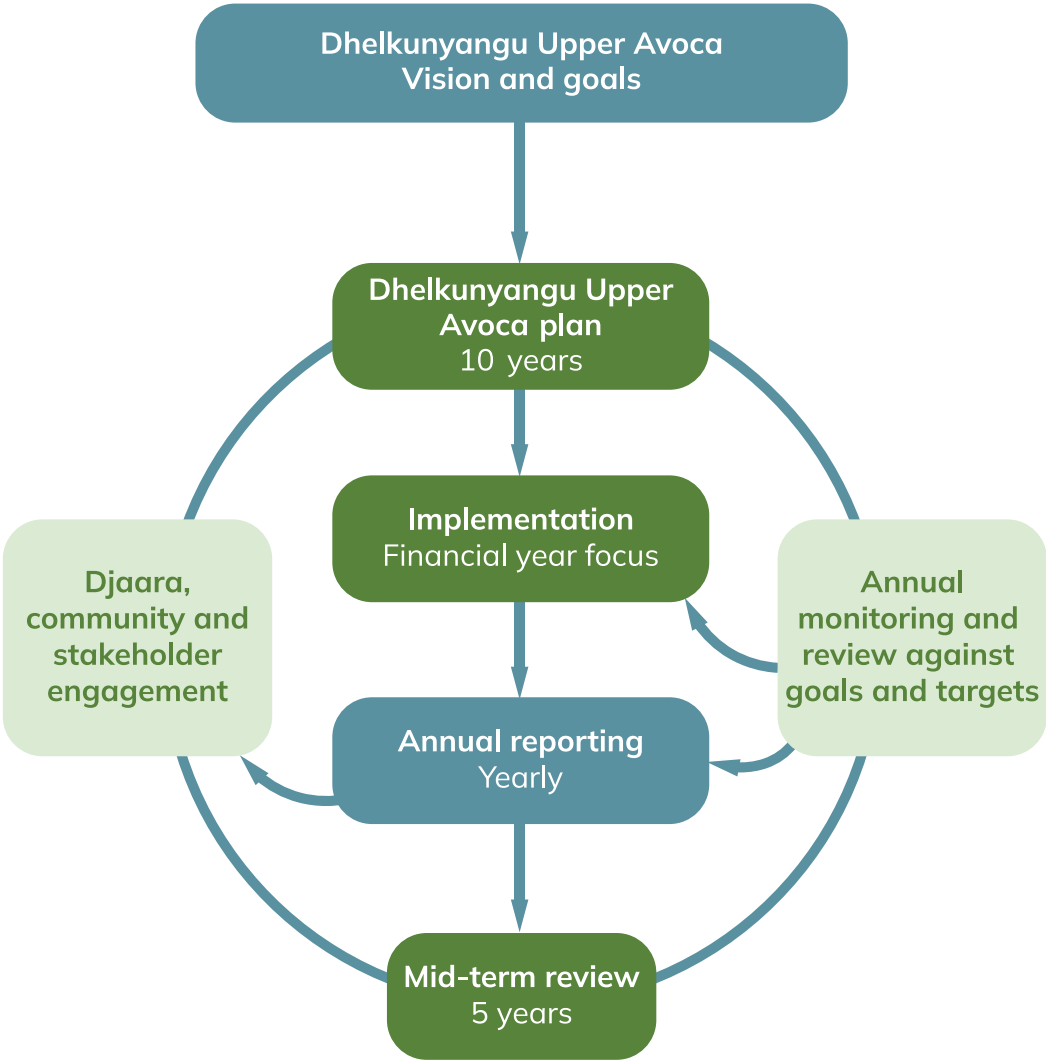 Dhelkunyangu Upper Avoca
Vision and goals
Dhelkunyangu Upper
Avoca plan
10 years
Implementation
Financial year focus
Djaara,
community and
stakeholder
engagement
Annual
monitoring and
review against
goals and targets
Annual reporting
Yearly
Mid-term review
5 years